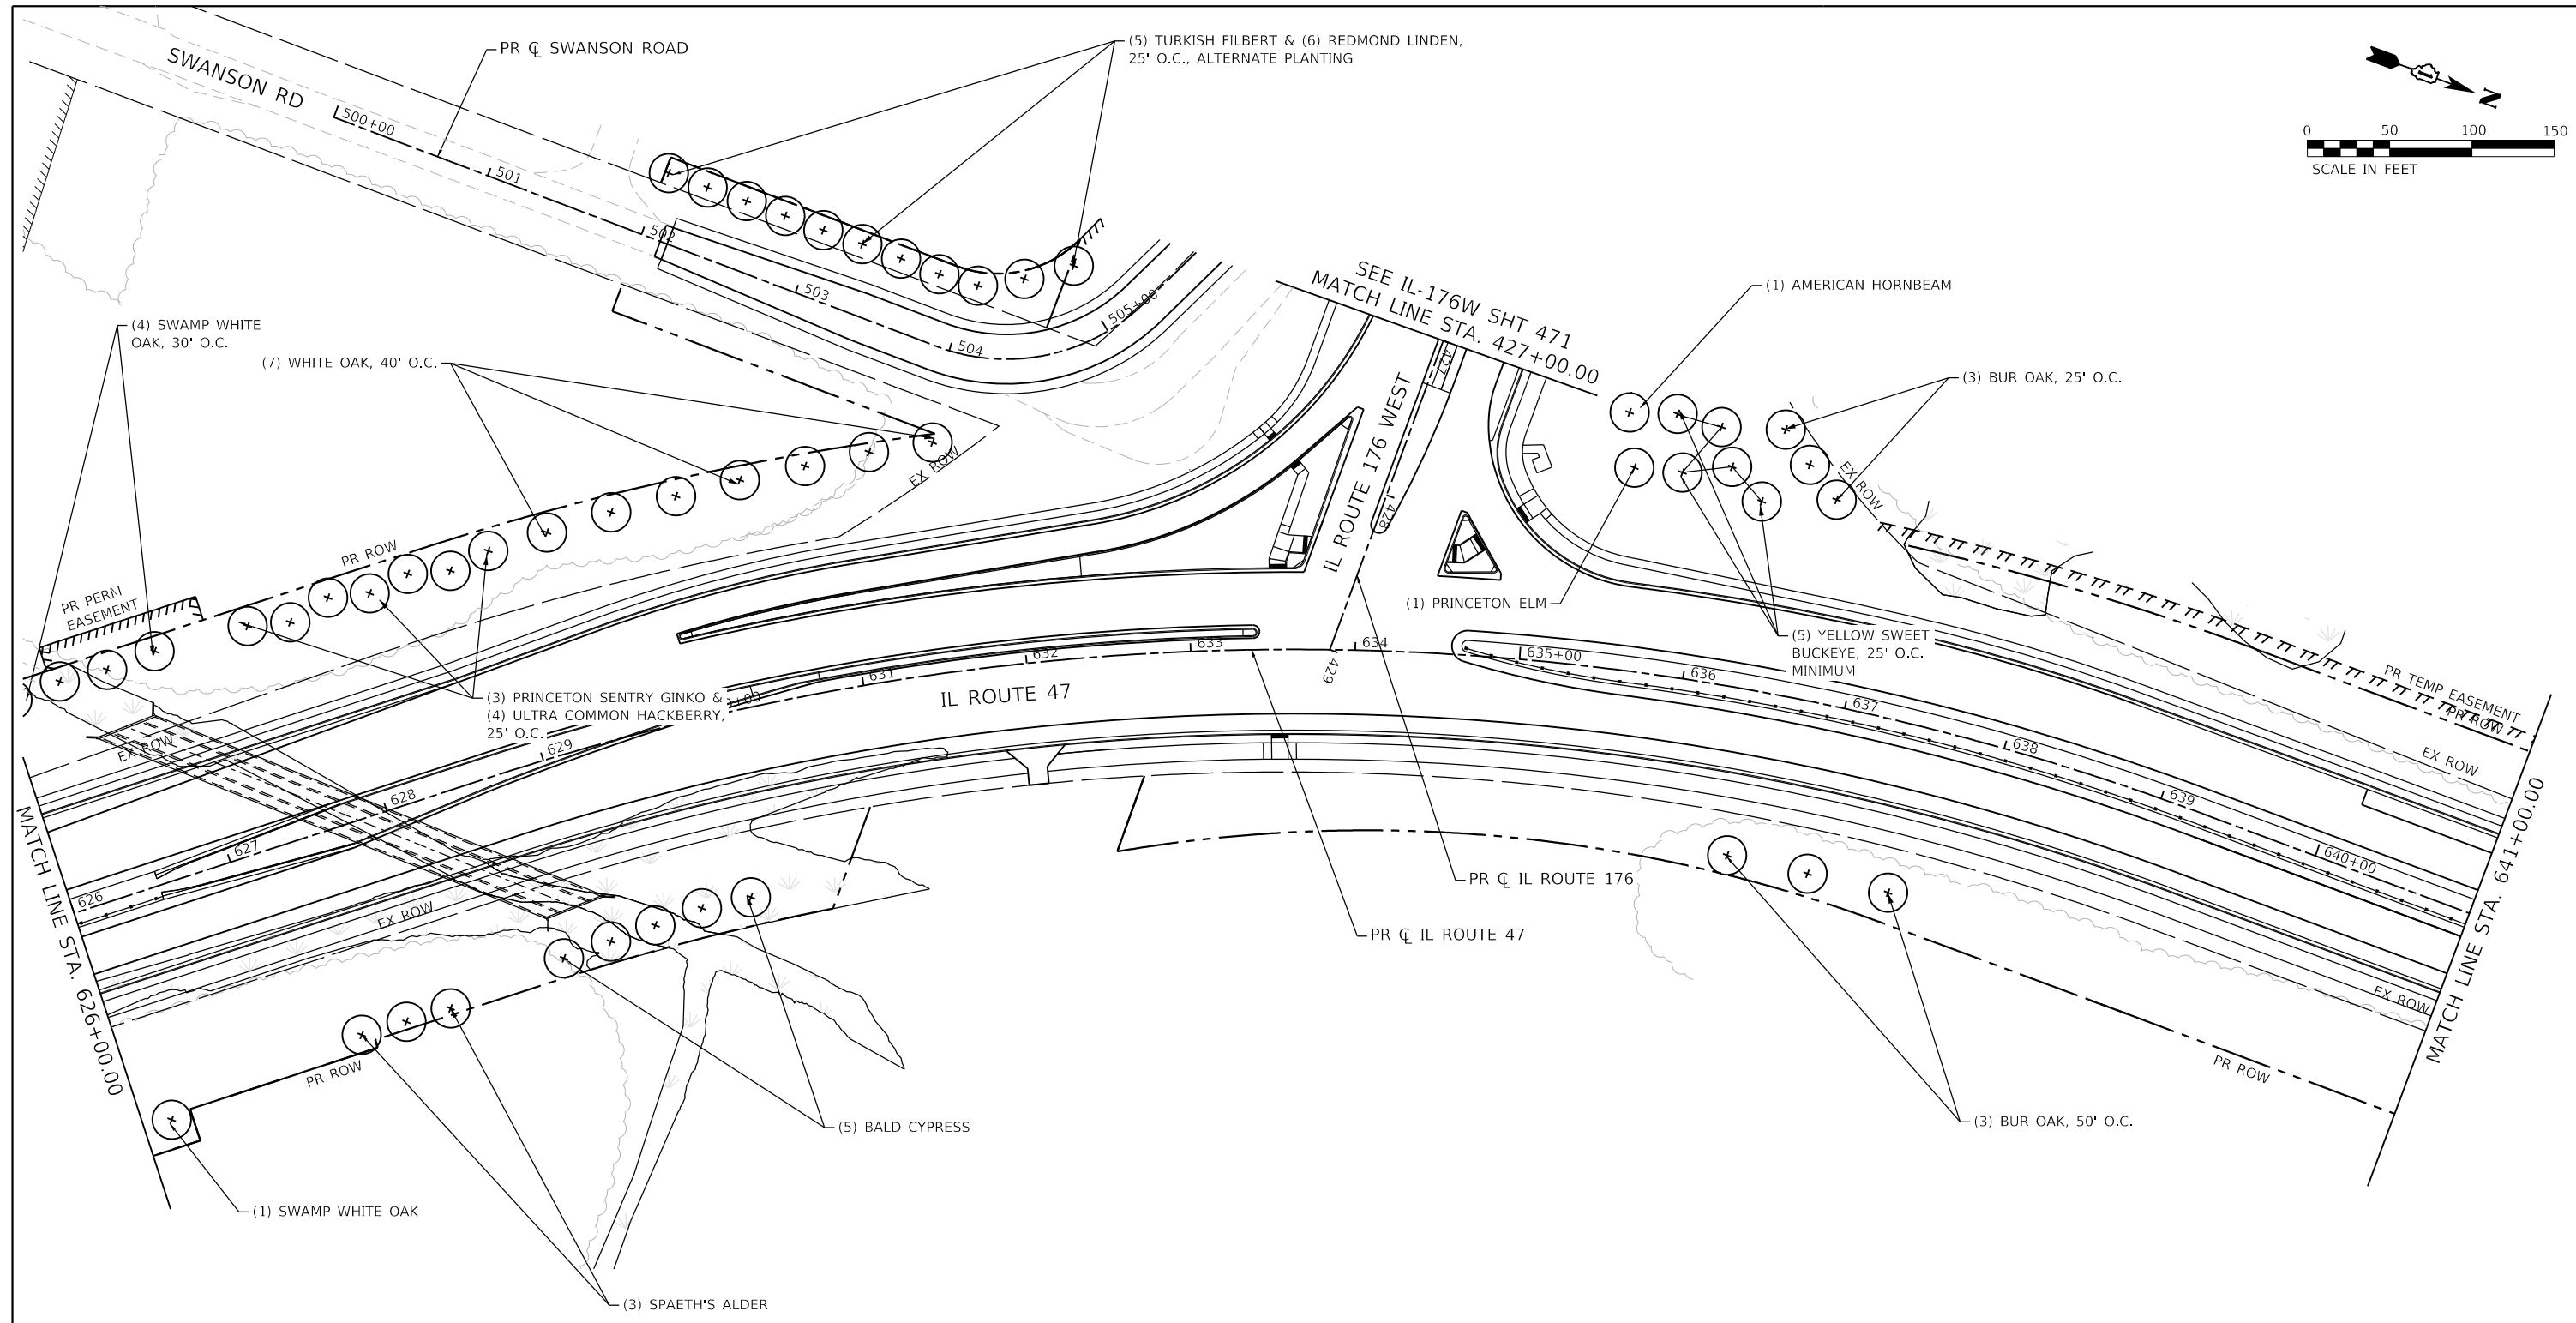 PR ℄ SWANSON ROAD
SWANSON RD
500+00
501
502
503
504
505+00
(5) TURKISH FILBERT & (6) REDMOND LINDEN,
25' O.C., ALTERNATE PLANTING
N
0 50 100 150
SCALE IN FEET
SEE IL-176W SHT 471
MATCH LINE STA. 427+00.00
(1) AMERICAN HORNBEAM
(3) BUR OAK, 25' O.C.
(4) SWAMP WHITE
OAK, 30' O.C.
(7) WHITE OAK, 40' O.C.
EX ROW
427
IL ROUTE 176 WEST
428
429
EX ROW
PR ROW
PR PERM
EASEMENT
(1) PRINCETON ELM
(5) YELLOW SWEET
BUCKEYE, 25' O.C.
MINIMUM
PR TEMP EASEMENT
PR ROW
EX ROW
(3) PRINCETON SENTRY GINKO &
(4) ULTRA COMMON HACKBERRY,
25' O.C.
IL ROUTE 47
626
627
628
629
+00
631
632
633
634
635+00
636
637
638
639
640+00
EX ROW
EX ROW
MATCH LINE STA. 626+00.00
MATCH LINE STA. 641+00.00
PR ℄ IL ROUTE 176
PR ℄ IL ROUTE 47
EX ROW
PR ROW
PR ROW
(5) BALD CYPRESS
(3) BUR OAK, 50' O.C.
(1) SWAMP WHITE OAK
(3) SPAETH'S ALDER